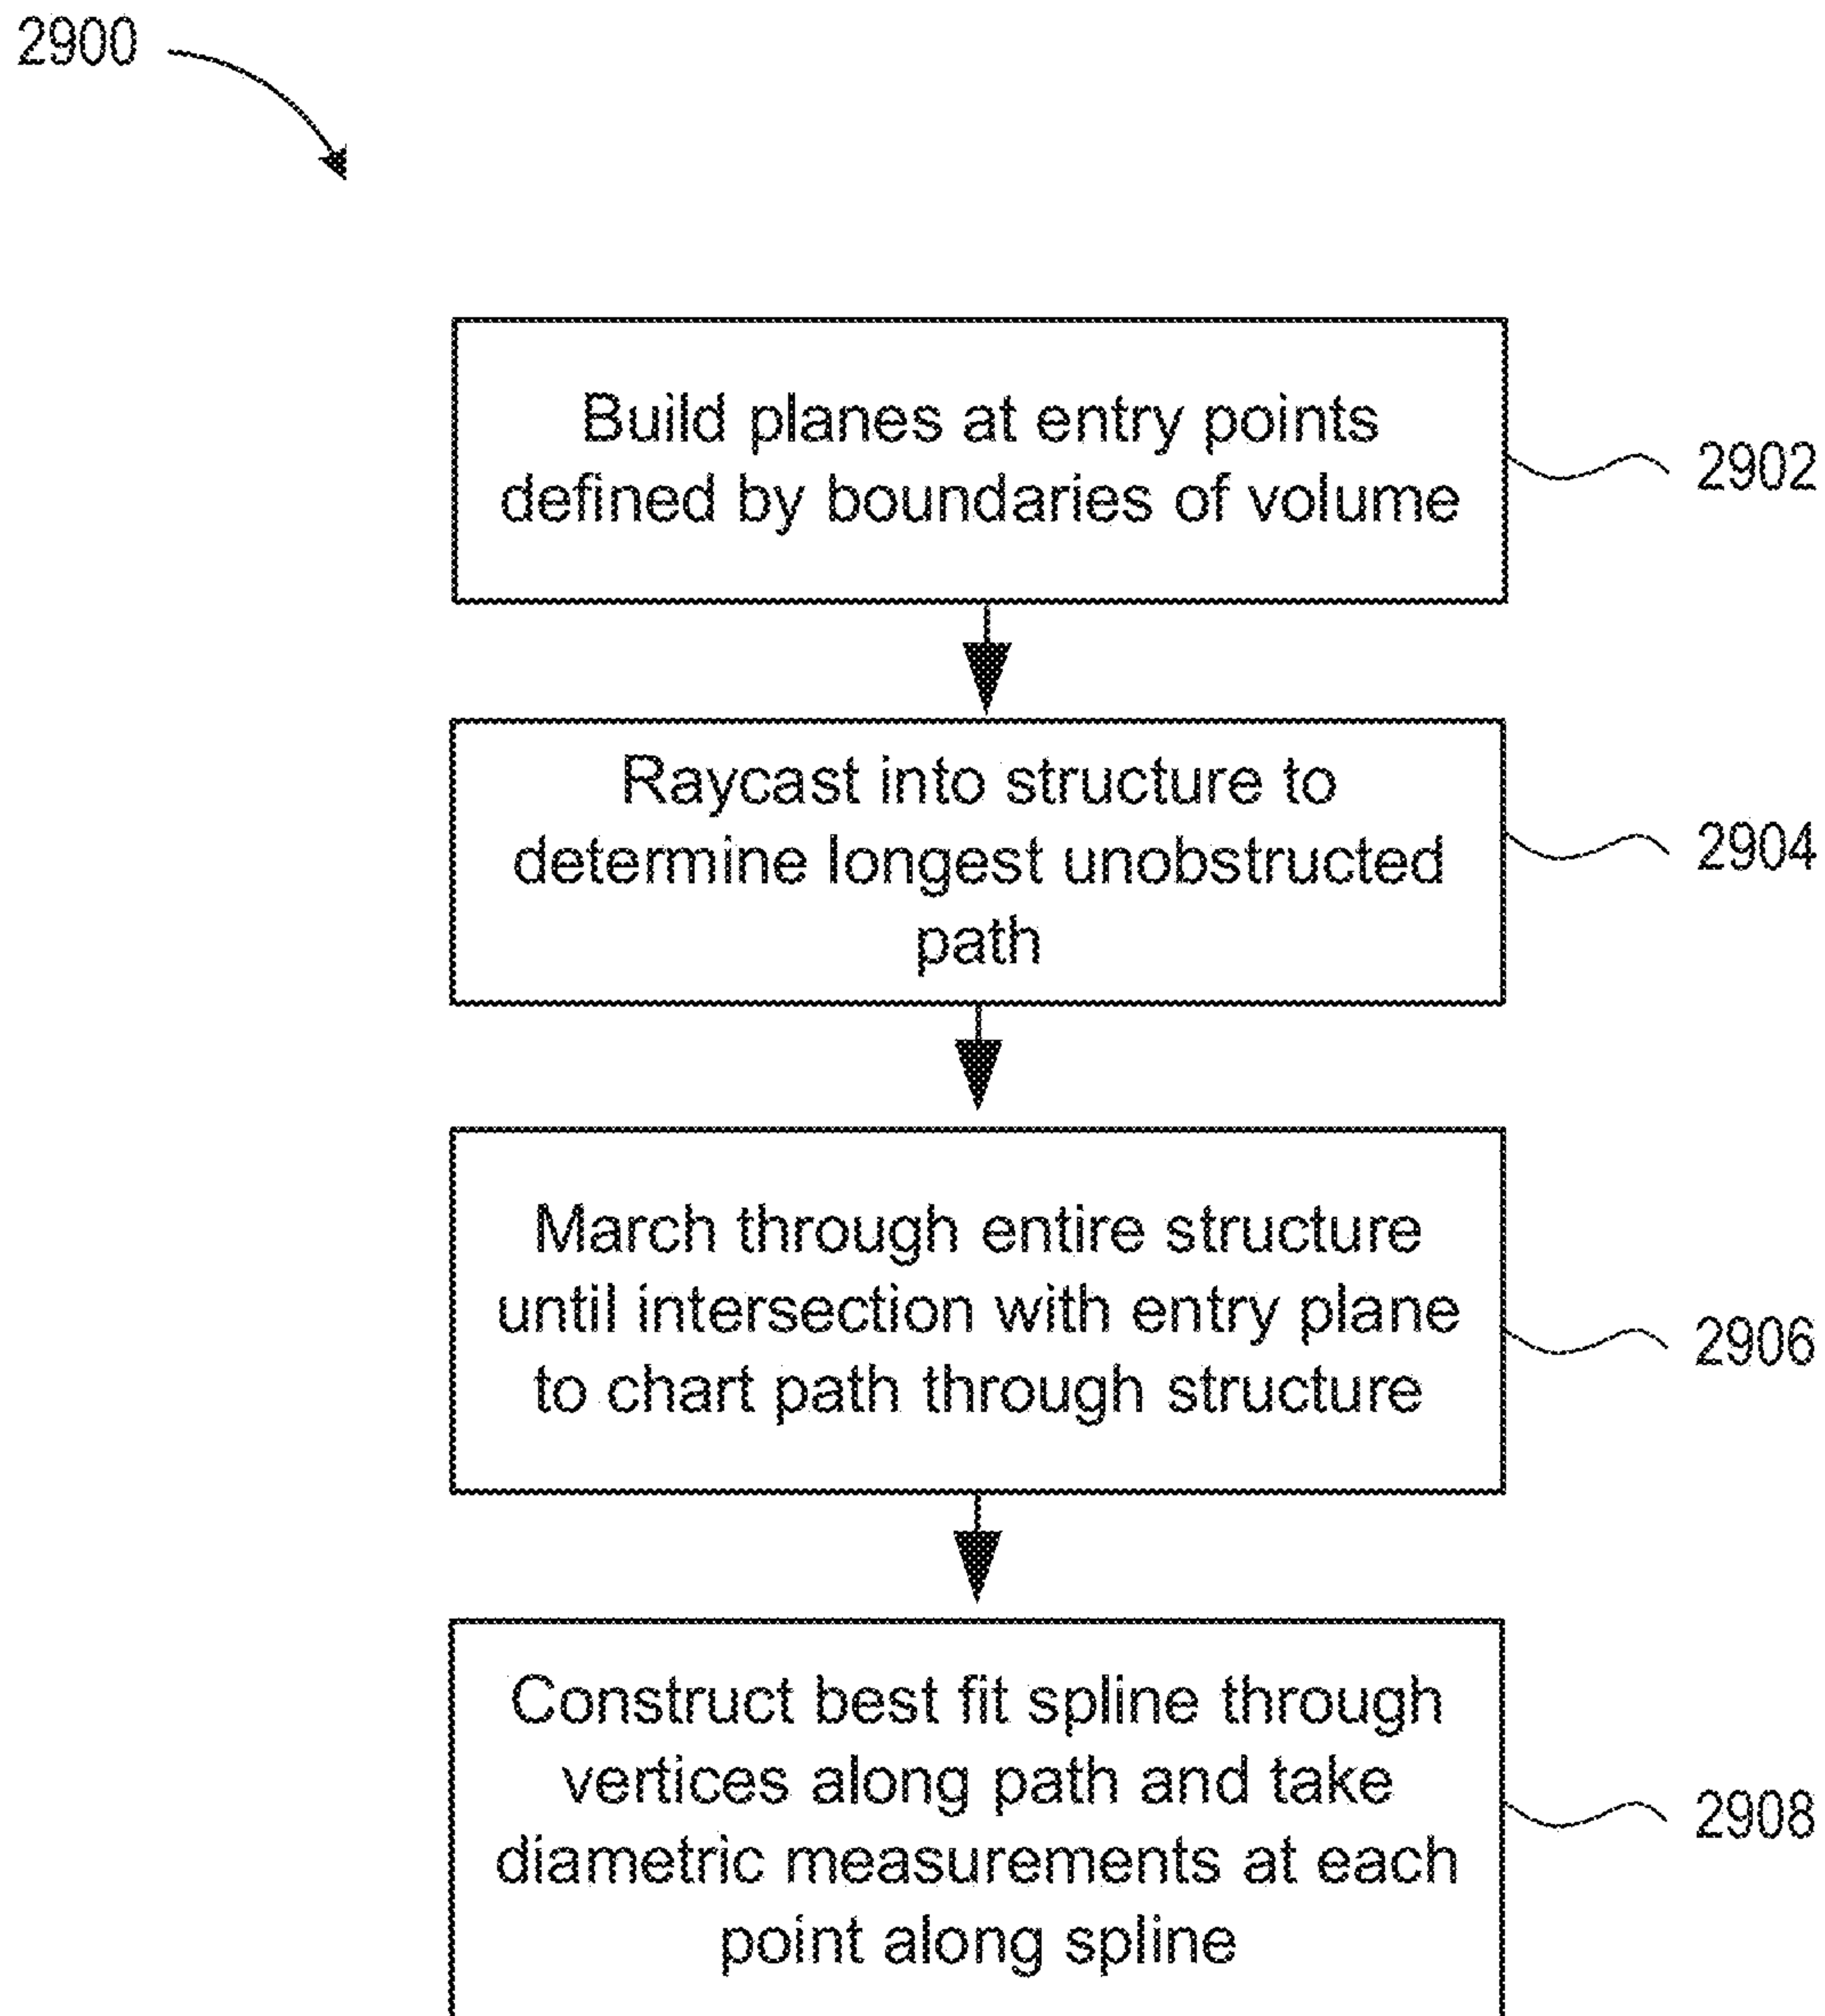 2900
Build planes at entry points
defined by boundaries of volume
2902
Raycast into structure to
determine longest unobstructed
path
2904
March through entire structure
until intersection with entry plane
to chart path through structure
2906
Construct best fit spline through
vertices along path and take
diametric measurements at each
point along spline
2908